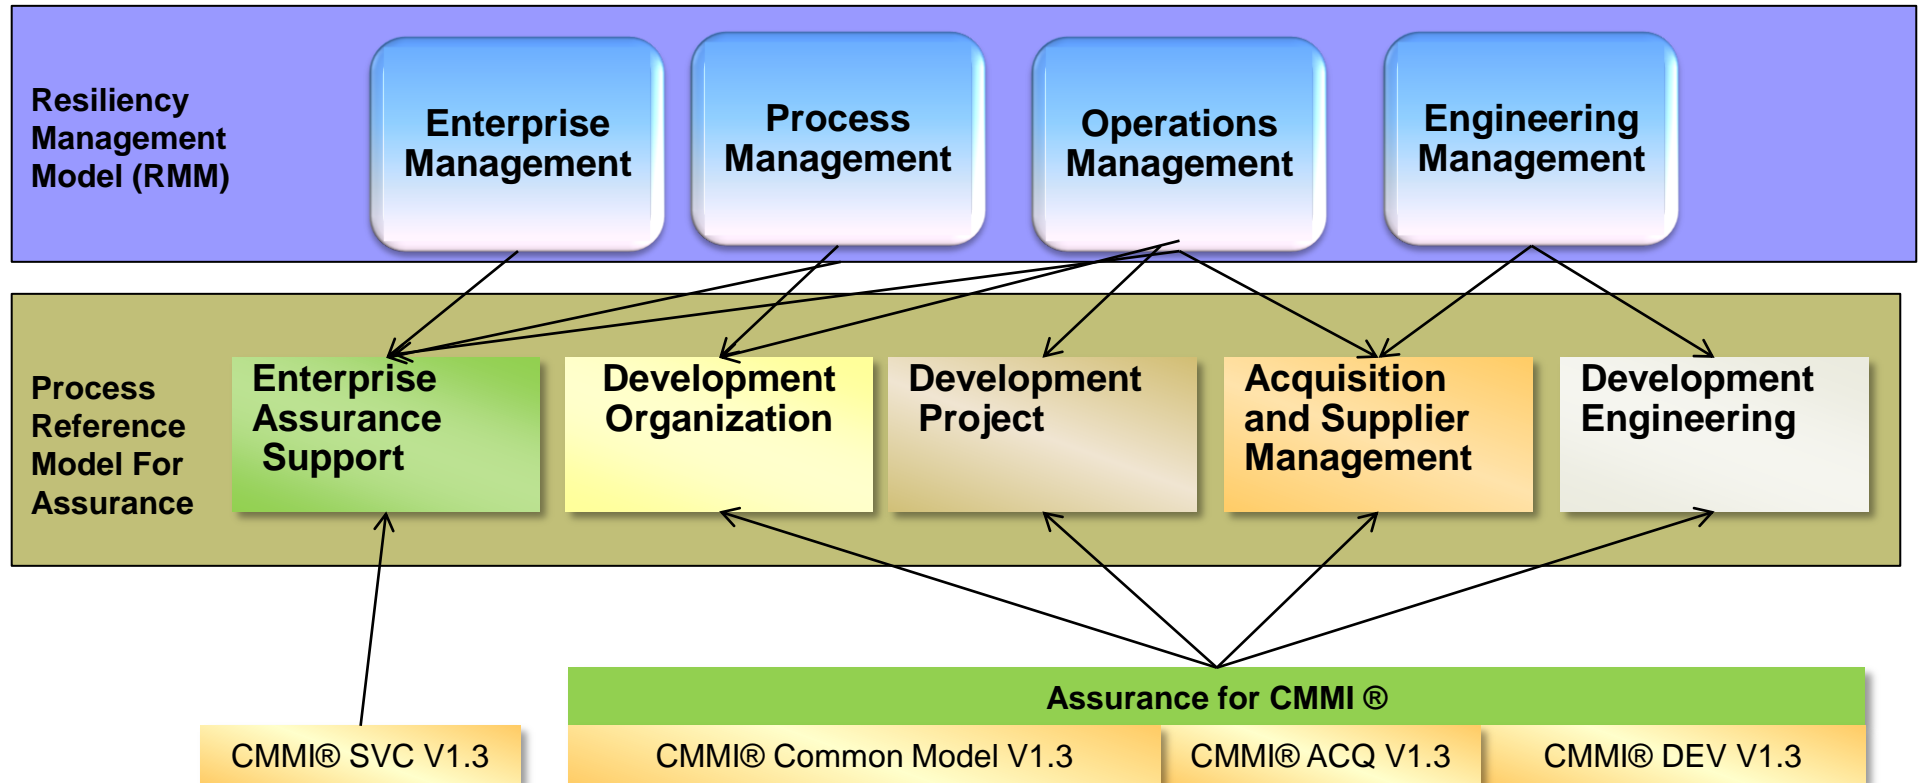 Resiliency
Management
Model (RMM)
Enterprise
Management
Process
Management
Operations
Management
Engineering
Management
Process
Reference
Model For
Assurance
Enterprise
Assurance
Support
Development
Organization
Development
Project
Acquisition
and Supplier
Management
Development
Engineering
Assurance for CMMI ®
CMMI® SVC V1.3
CMMI® Common Model V1.3
CMMI® ACQ V1.3
CMMI® DEV V1.3